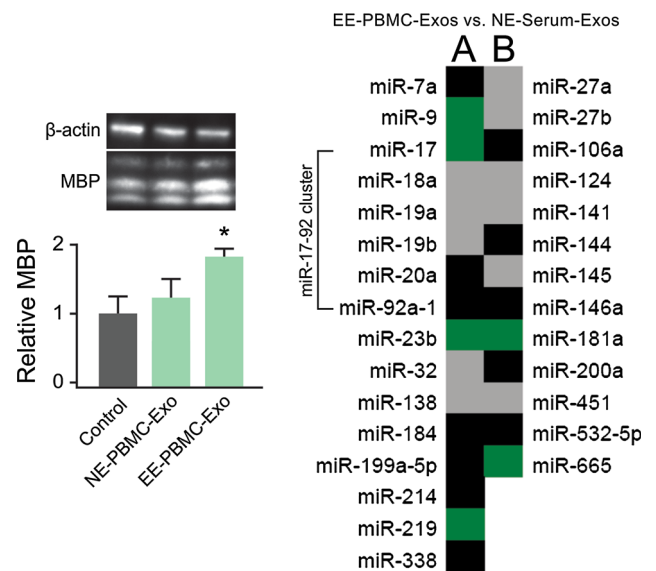 EE-PBMC-Exos vs. NE-Serum-Exos
A B
β-actin
MBP
Relative MBP
2
1
0
*
Control
NE-PBMC-Exo
EE-PBMC-Exo
miR-17-92 cluster
miR-7a
miR-9
miR-17
miR-18a
miR-19a
miR-19b
miR-20a
miR-92a-1
miR-23b
miR-32
miR-138
miR-184
miR-199a-5p
miR-214
miR-219
miR-338
miR-27a
miR-27b
miR-106a
miR-124
miR-141
miR-144
miR-145
miR-146a
miR-181a
miR-200a
miR-451
miR-532-5p
miR-665